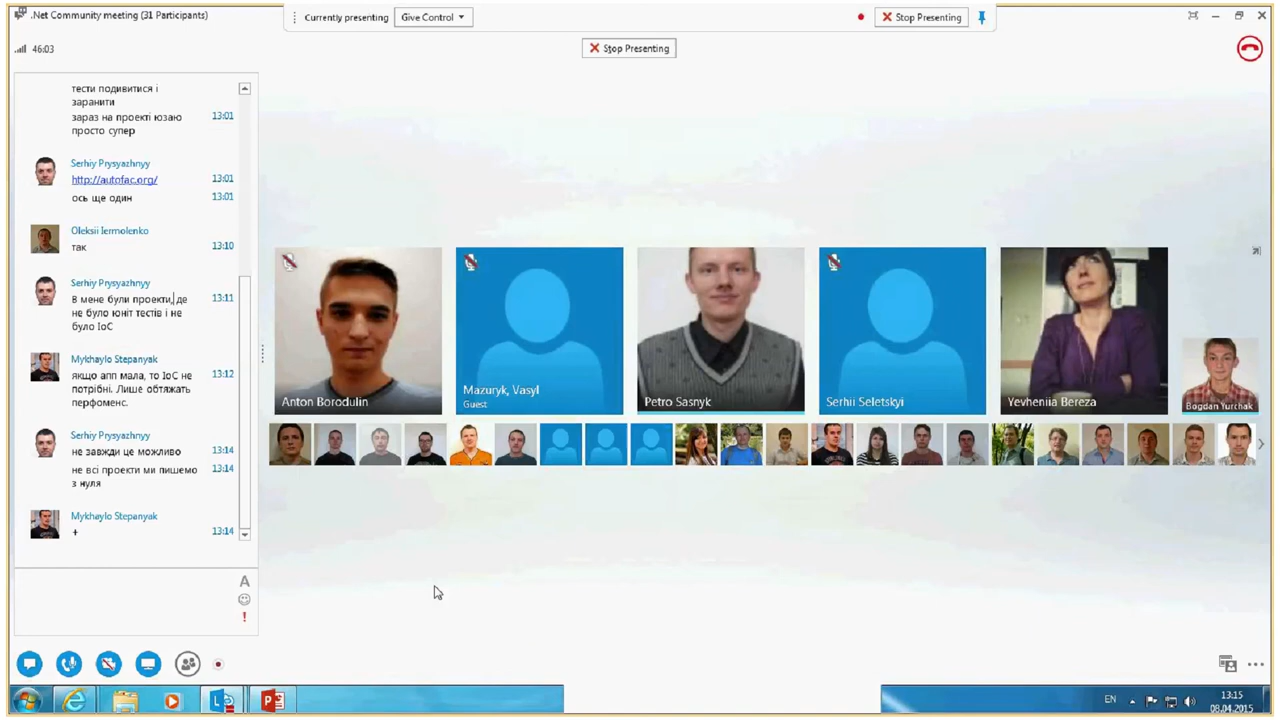 .Net Community meeting (31 Participants)
Currently presenting
Give Control
Stop Presenting
46:03
Stop Presenting
тести подивитися і
заранити
зараз на проекті юзаю 13:01
просто супер
Serhiy Prysyazhnyy
http://autofac.org/ 13:01
ось ще один 13:01
Oleksii Iermolenko
так 13:10
Serhiy Prysyazhnyy
В мене були проекти, де 13:11
не було юніт тестів і не
було IoC
Mykhaylo Stepanyak
якщо апп мала, то IoC не 13:12
потрібні. Лише обтяжать
перфоменс.
Serhiy Prysyazhnyy
не завжди це можливо 13:14
не всі проекти ми пишемо 13:14
з нуля
Mykhaylo Stepanyak
+ 13:14
A
!
Anton Borodulin
Mazuryk, Vasyl
Guest
Petro Sasnyk
Serhii Seletskyi
Yevheniia Bereza
Bogdan Yurchak
EN
13:15
08.04.2015